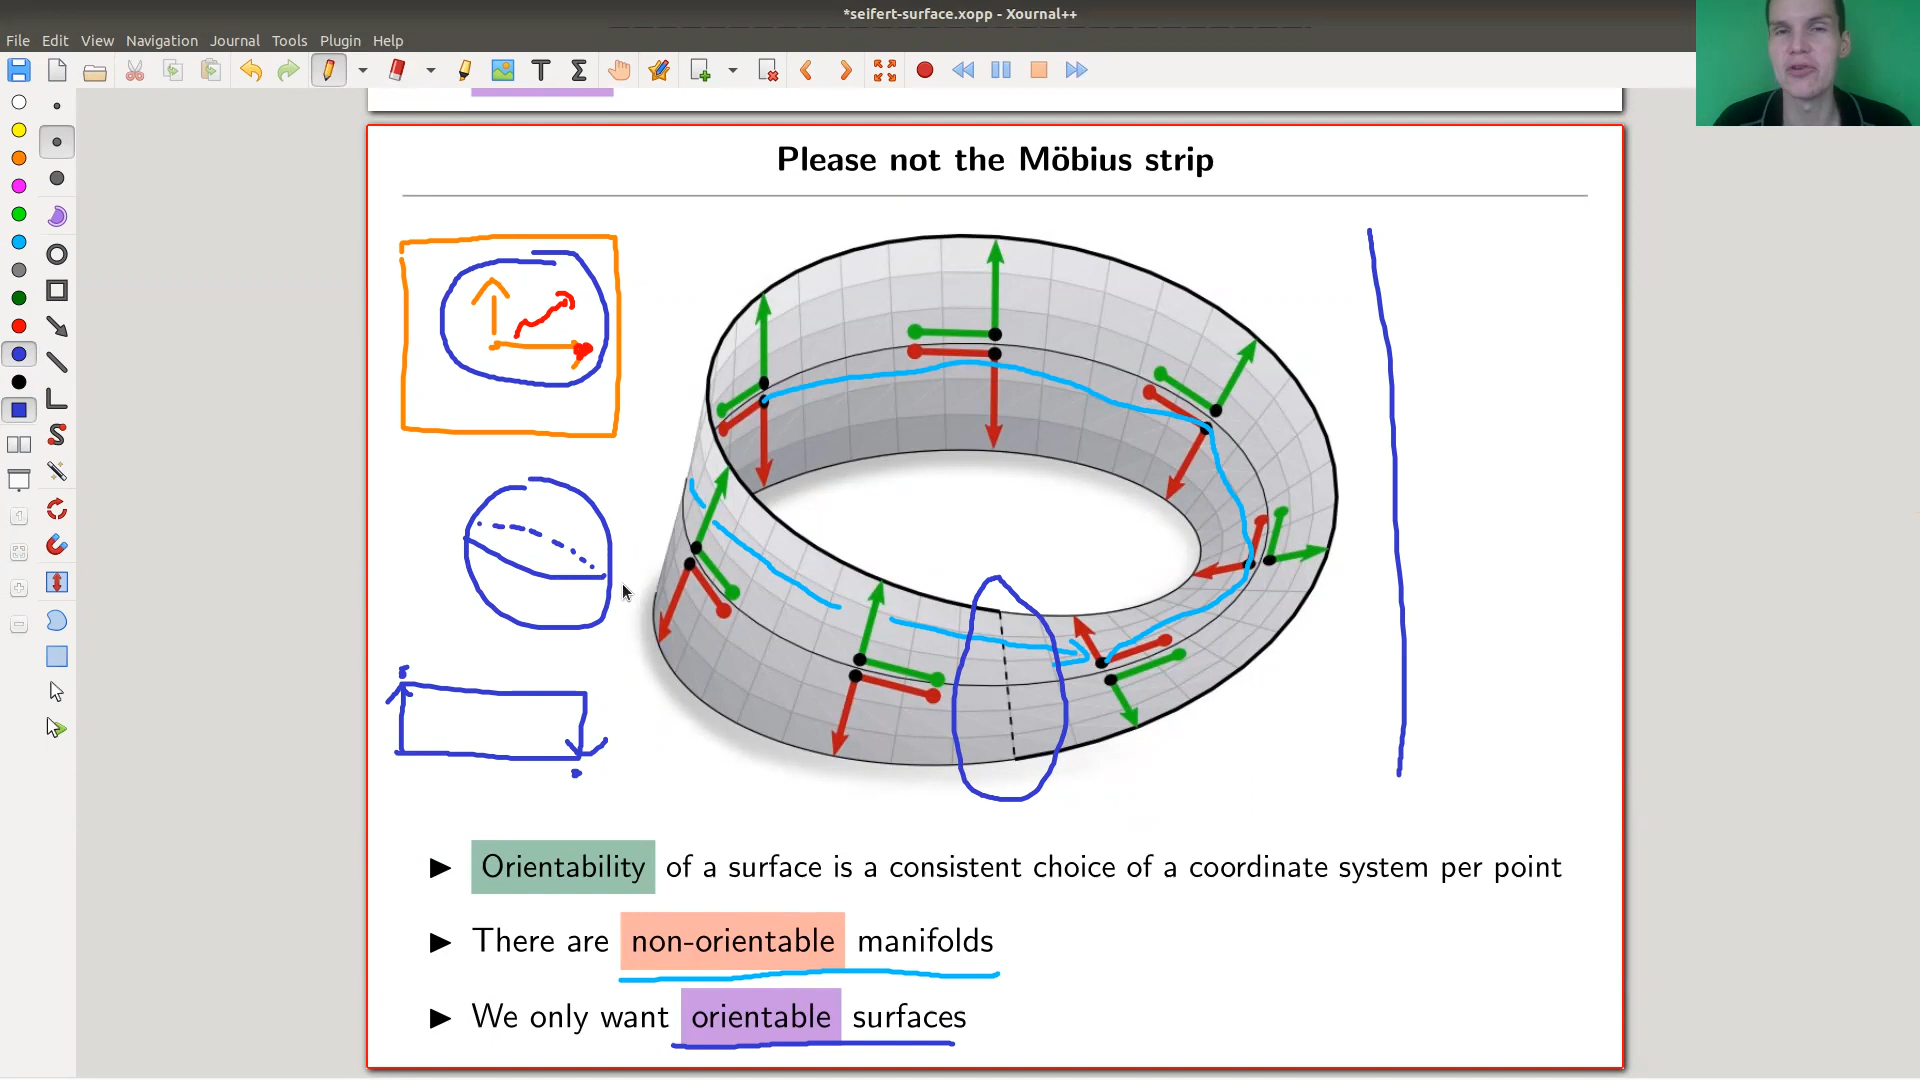 *seifert-surface.xopp - Xournal++
File Edit View Navigation Journal Tools Plugin Help
Please not the Möbius strip
▶ Orientability of a surface is a consistent choice of a coordinate system per point
▶ There are non-orientable manifolds
▶ We only want orientable surfaces